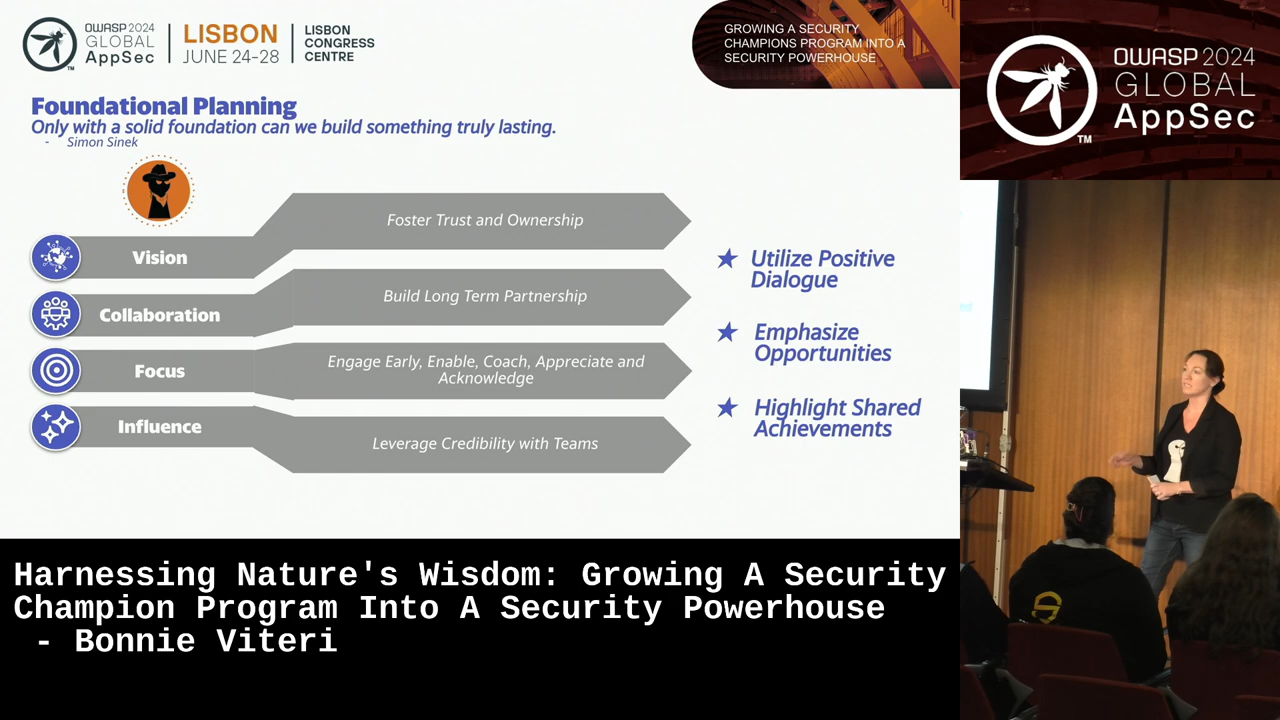 OWASP 2024
GLOBAL
AppSec
TM
LISBON
JUNE 24-28
LISBON
CONGRESS
CENTRE
GROWING A SECURITY
CHAMPIONS PROGRAM INTO A
SECURITY POWERHOUSE
OWASP 2024
GLOBAL
AppSec
TM
Foundational Planning
Only with a solid foundation can we build something truly lasting.
- Simon Sinek
Vision
Foster Trust and Ownership
Collaboration
Build Long Term Partnership
Focus
Engage Early, Enable, Coach, Appreciate and
Acknowledge
Influence
Leverage Credibility with Teams
Utilize Positive
Dialogue
Emphasize
Opportunities
Highlight Shared
Achievements
Harnessing Nature's Wisdom: Growing A Security
Champion Program Into A Security Powerhouse
- Bonnie Viteri